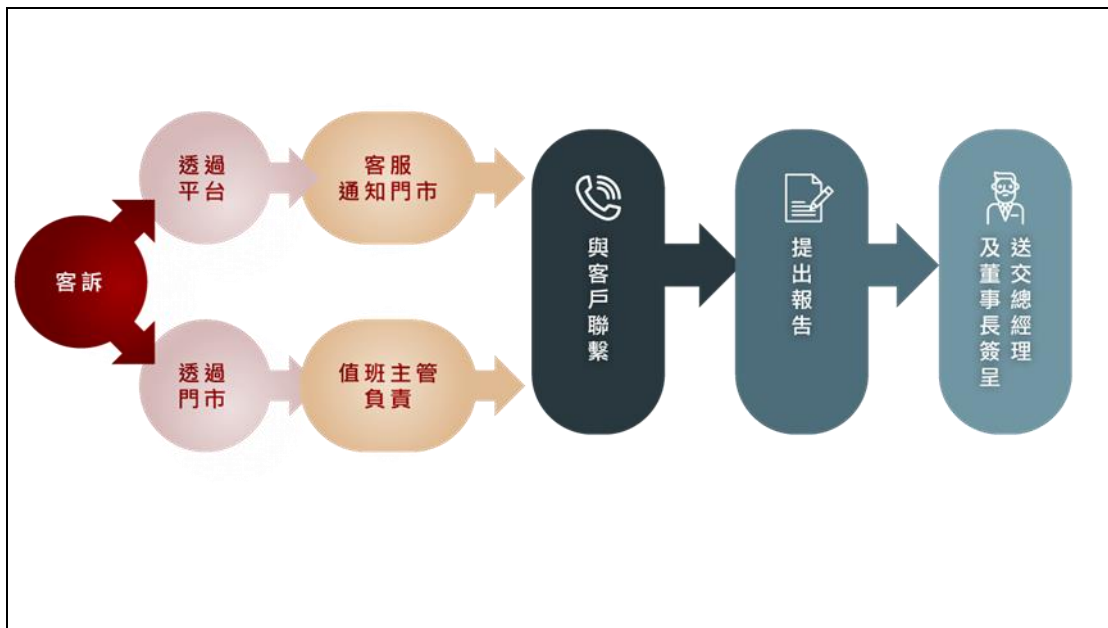 客訴
透過
平台
客服
通知門市
透過
門市
值班主管
負責
與客戶聯繫
提出報告
送交總經理
及董事長簽呈